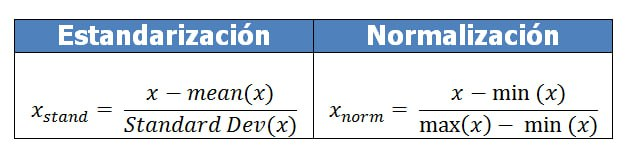 Estandarización
Normalización
x_stand = (x − mean(x)) / (Standard Dev(x))
x_norm = (x − min (x)) / (max(x) − min (x))